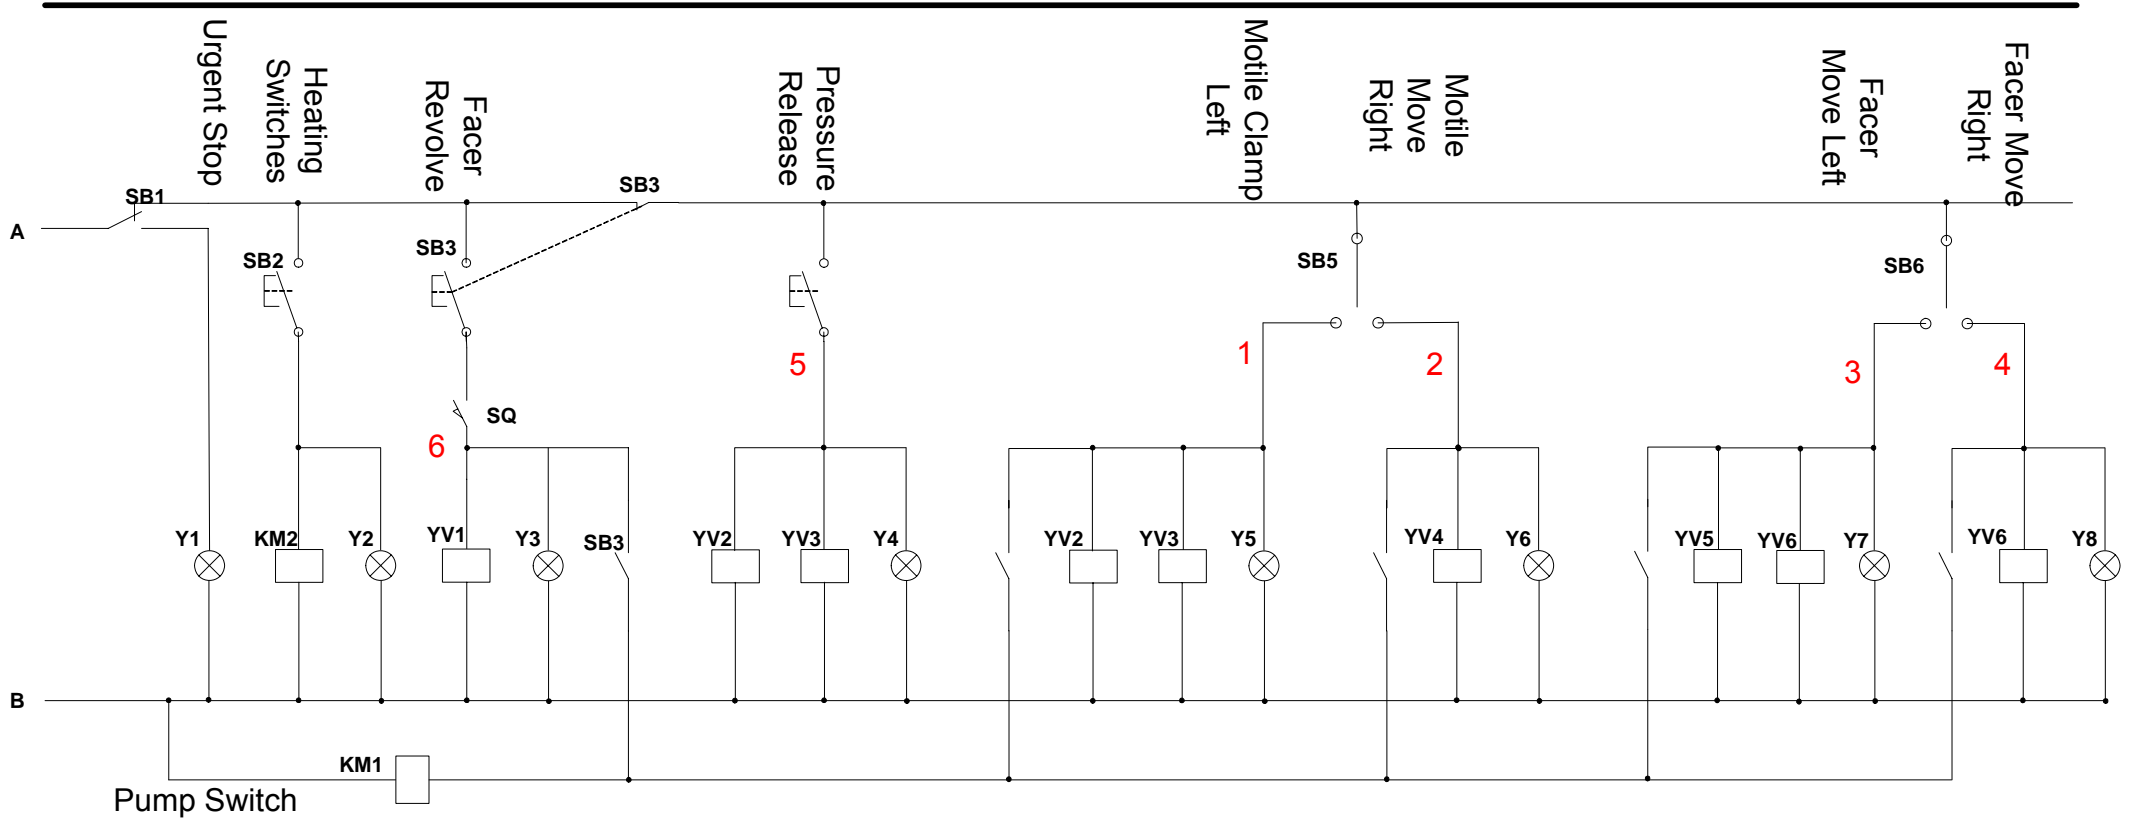 Urgent Stop
Heating
Switches
Facer
Revolve
Pressure
Release
Motile Clamp
Left
Motile
Move
Right
Facer
Move Left
Facer Move
Right
SB1
SB3
A
SB2
SB3
SB5
SB6
5
1
2
3
4
SQ
6
Y1
KM2
Y2
YV1
Y3
SB3
YV2
YV3
Y4
YV2
YV3
Y5
YV4
Y6
YV5
YV6
Y7
YV6
Y8
B
KM1
Pump Switch